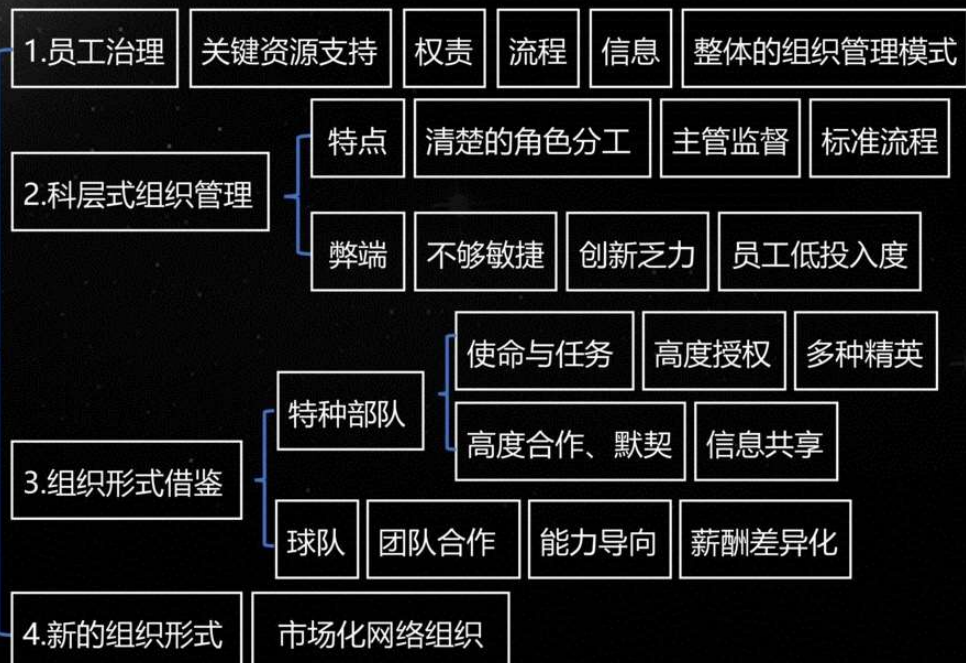 1.员工治理 关键资源支持 权责 流程 信息 整体的组织管理模式
2.科层式组织管理
特点 清楚的角色分工 主管监督 标准流程
弊端 不够敏捷 创新乏力 员工低投入度
3.组织形式借鉴
特种部队
使命与任务 高度授权 多种精英
高度合作、默契 信息共享
球队 团队合作 能力导向 薪酬差异化
4.新的组织形式 市场化网络组织